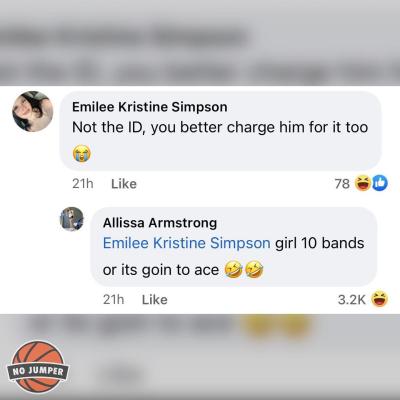 Emilee Kristine Simpson
Not the ID, you better charge him for it too
😭
21h Like 78
Allissa Armstrong
Emilee Kristine Simpson girl 10 bands
or its goin to ace 🤣🤣
21h Like 3.2K
NO JUMPER